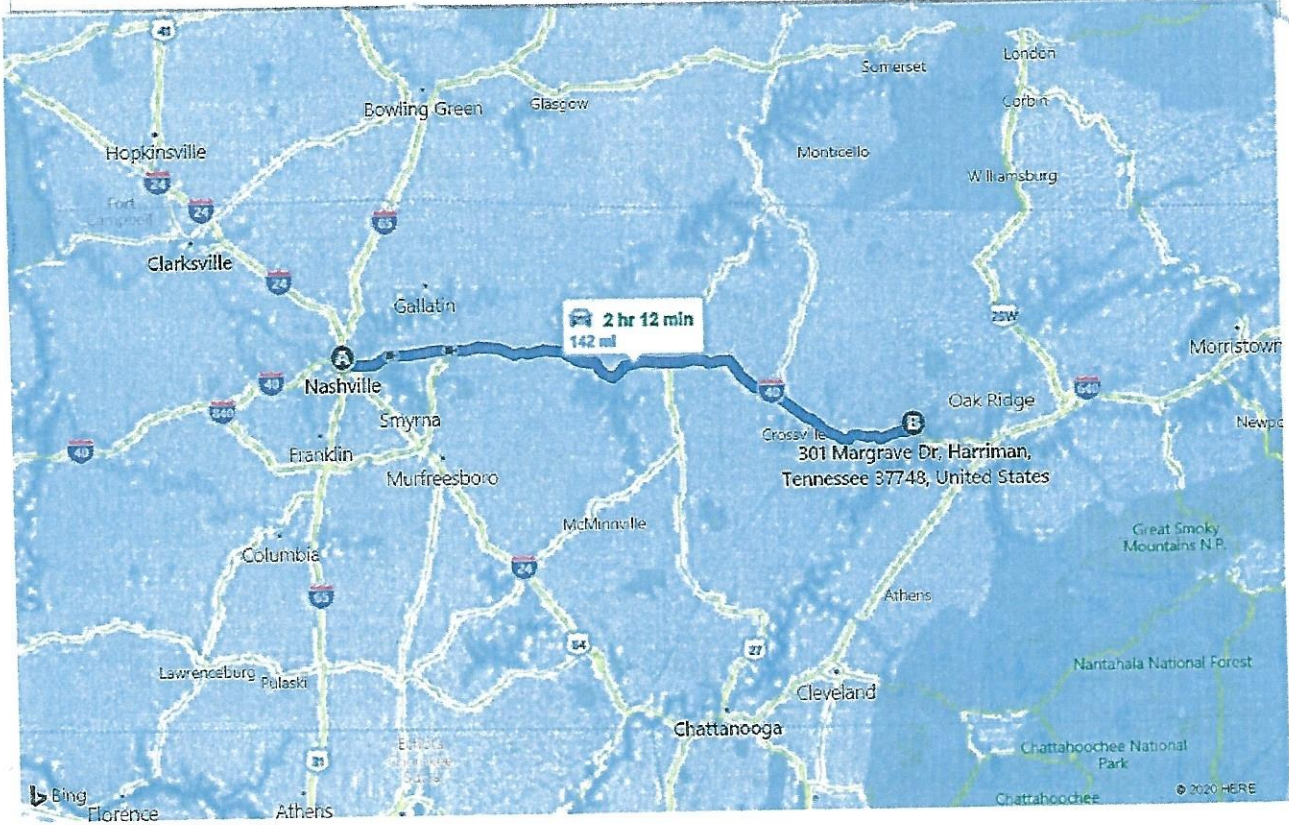 41
Somerset
London
Bowling Green
Glasgow
Corbin
Hopkinsville
Monticello
24
Williamsburg
Fort
Campbell
24
65
Clarksville
24
Gallatin
2 hr 12 min
142 mi
25W
A
Morristown
Nashville
40
40
640
840
Smyrna
Oak Ridge
B
Newpo
40
Franklin
Crossville
301 Margrave Dr, Harriman,
Tennessee 37748, United States
Murfreesboro
McMinnville
Great Smoky
Mountains N.P.
Columbia
24
65
Athens
64
27
Nantahala National Forest
Lawrenceburg
Pulaski
Cleveland
Chattanooga
Chattahoochee National
Park
31
Bing
Florence
Athens
Chattahoochee
© 2020 HERE